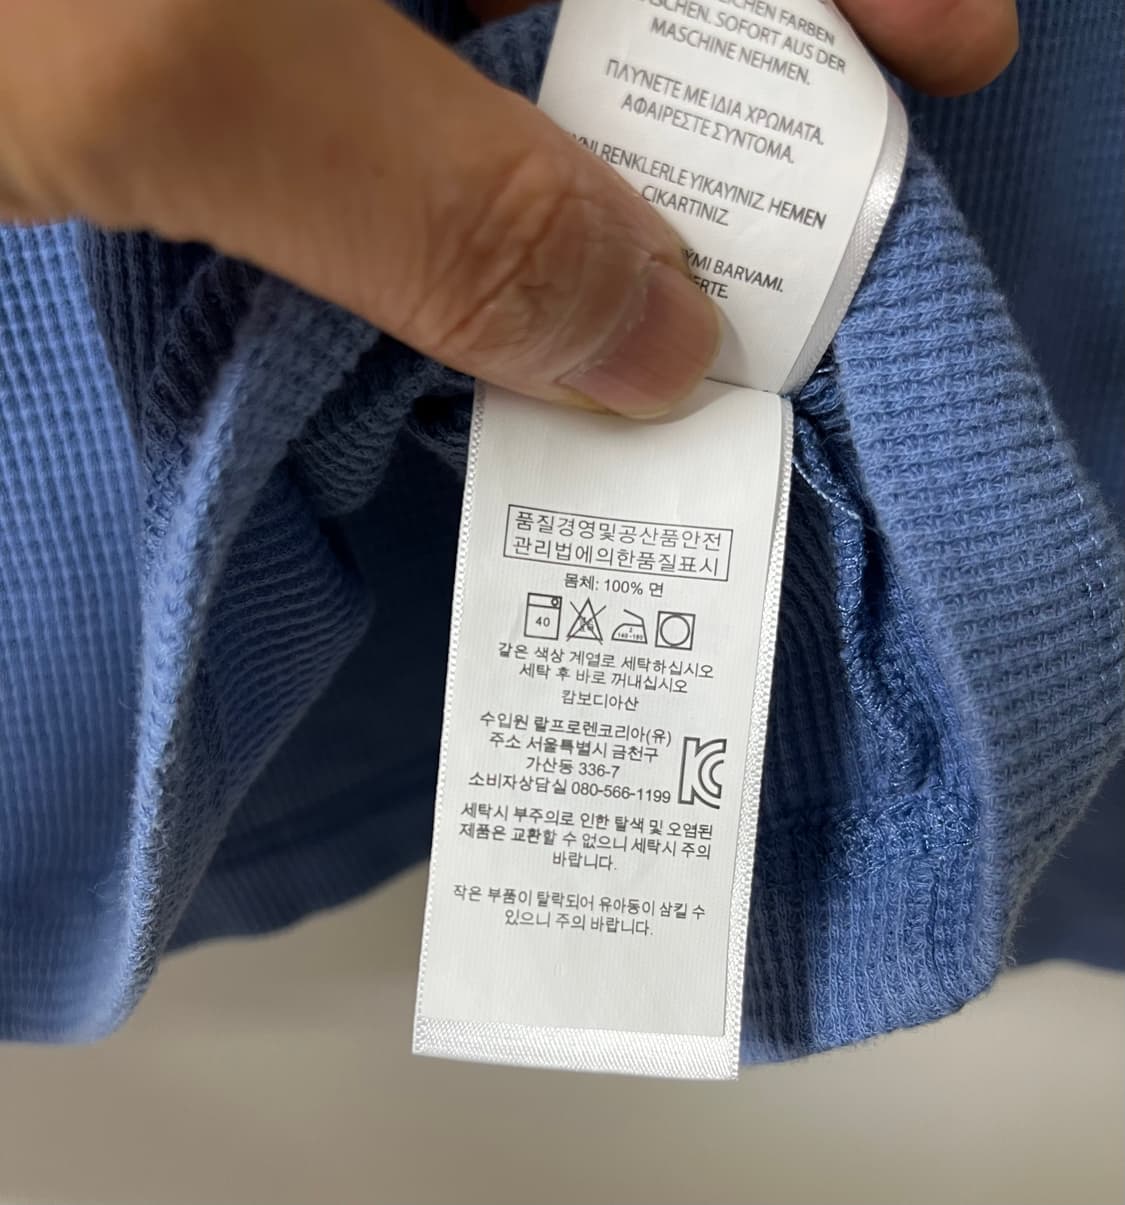 FARBEN
SOFORT AUS DER
MASCHINE NEHMEN.
ΠΛΥΝΕΤΕ ΜΕ ΙΔΙΑ ΧΡΩΜΑΤΑ.
ΑΦΑΙΡΕΣΤΕ ΣΥΝΤΟΜΑ.
RENKLERLE YIKAYINIZ. HEMEN
CIKARTINIZ.
BARVAMI.
품질경영및공산품안전
관리법에의한품질표시
몸체: 100% 면
40
140-160
같은 색상 계열로 세탁하십시오
세탁 후 바로 꺼내십시오
캄보디아산
수입원 랄프로렌코리아(유)
주소 서울특별시 금천구
가산동 336-7
소비자상담실 080-566-1199
세탁시 부주의로 인한 탈색 및 오염된
제품은 교환할 수 없으니 세탁시 주의
바랍니다.
작은 부품이 탈락되어 유아동이 삼킬 수
있으니 주의 바랍니다.